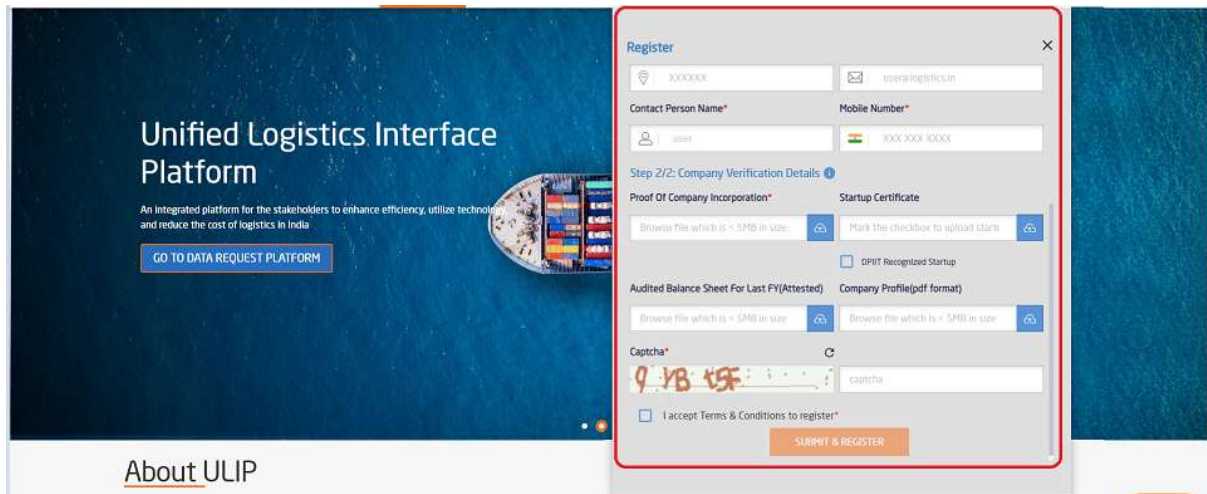 Register
XXXXXX
user@logistics.in
Contact Person Name*
Mobile Number*
user
XXX XXX XXXX
Step 2/2: Company Verification Details
Proof Of Company Incorporation*
Startup Certificate
Browse file which is < 5MB in size
Mark the checkbox to upload starti
DPIIT Recognized Startup
Audited Balance Sheet For Last FY(Attested)
Company Profile(pdf format)
Browse file which is < 5MB in size
Browse file which is < 5MB in size
Captcha*
9 YB
captcha
I accept Terms & Conditions to register*
SUBMIT & REGISTER
Unified Logistics Interface
Platform
An integrated platform for the stakeholders to enhance efficiency, utilize technology,
and reduce the cost of logistics in India
GO TO DATA REQUEST PLATFORM
About ULIP